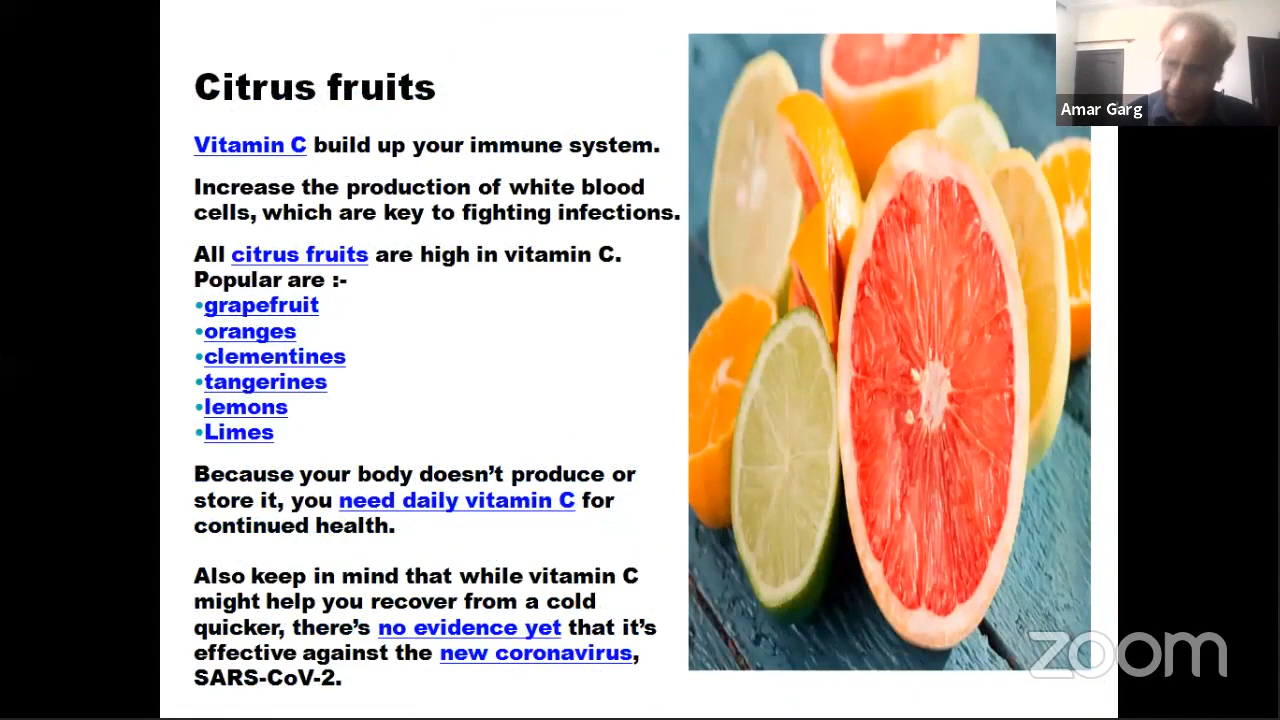 Citrus fruits
Vitamin C build up your immune system.
Increase the production of white blood
cells, which are key to fighting infections.
All citrus fruits are high in vitamin C.
Popular are :-
•grapefruit
•oranges
•clementines
•tangerines
•lemons
•Limes
Because your body doesn’t produce or
store it, you need daily vitamin C for
continued health.
Also keep in mind that while vitamin C
might help you recover from a cold
quicker, there’s no evidence yet that it’s
effective against the new coronavirus,
SARS-CoV-2.
Amar Garg
zoom